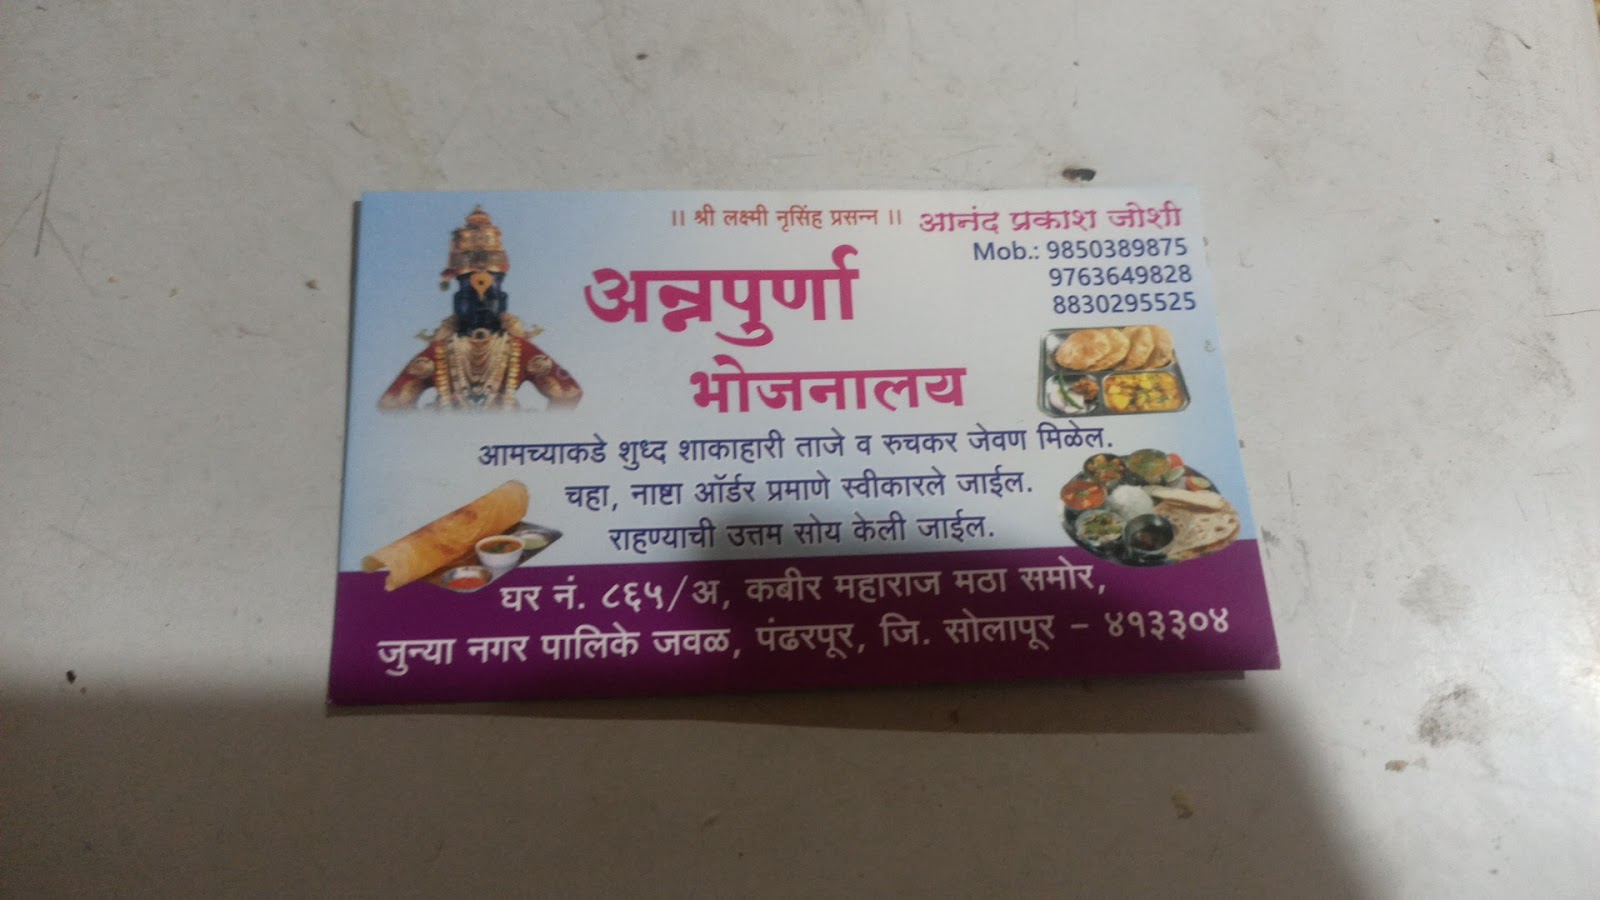 ।। श्री लक्ष्मी नृसिंह प्रसन्न ।।
आनंद प्रकाश जोशी
Mob.: 9850389875
9763649828
8830295525
अन्नपुर्णा
भोजनालय
आमच्याकडे शुध्द शाकाहारी ताजे व रुचकर जेवण मिळेल.
चहा, नाष्टा ऑर्डर प्रमाणे स्वीकारले जाईल.
राहण्याची उत्तम सोय केली जाईल.
घर नं. ८६५/अ, कबीर महाराज मठा समोर,
जुन्या नगर पालिके जवळ, पंढरपूर, जि. सोलापूर - ४१३३०४